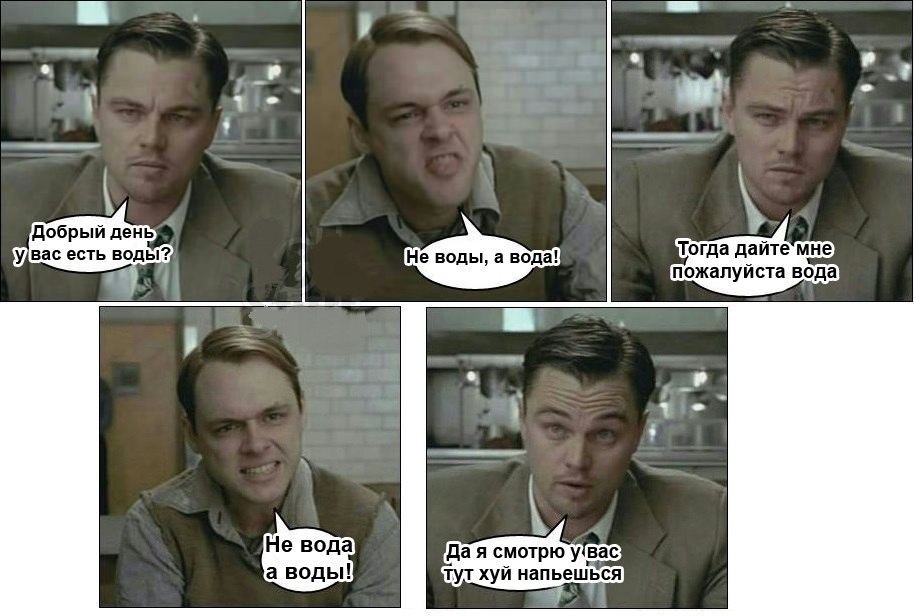 Добрый день
у вас есть воды?
Не воды, а вода!
Тогда дайте мне
пожалуйста вода
Не вода
а воды!
Да я смотрю у вас
тут хуй напьешься